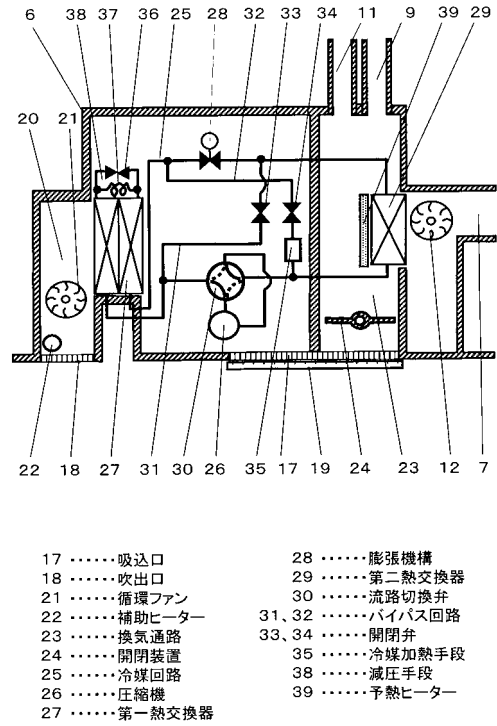 6 38 37 36 25 28 32 33 34 11 9 39 29
20 21
22 18 27 31 30 26 35 17 19 24 23 12 7
17 ······吸込口
18 ······吹出口
21 ······循環ファン
22 ······補助ヒーター
23 ······換気通路
24 ······開閉装置
25 ······冷媒回路
26 ······圧縮機
27 ······第一熱交換器
28 ······膨張機構
29 ······第二熱交換器
30 ······流路切換弁
31、32 ······バイパス回路
33、34 ······開閉弁
35 ······冷媒加熱手段
38 ······減圧手段
39 ······予熱ヒーター